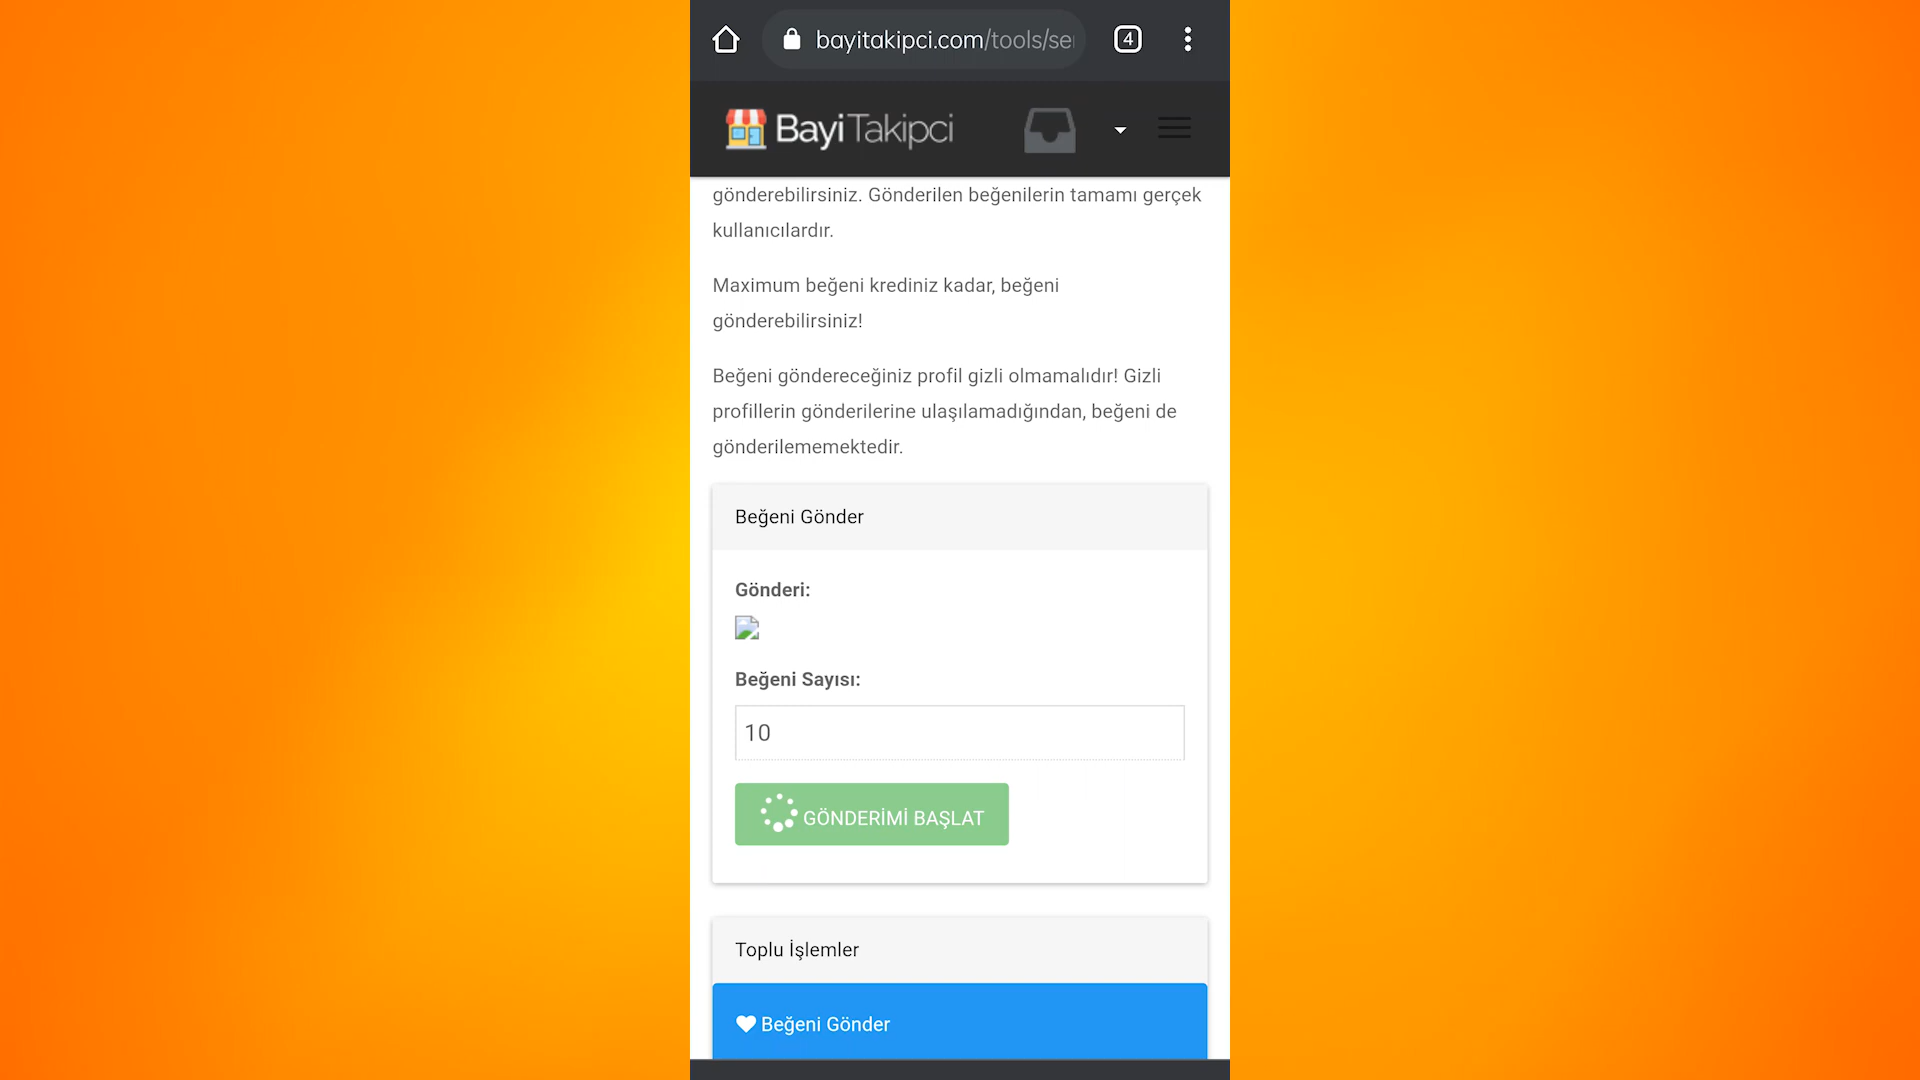 bayitakipci.com/tools/se
4
BayiTakipci
gönderebilirsiniz. Gönderilen beğenilerin tamamı gerçek
kullanıcılardır.
Maximum beğeni krediniz kadar, beğeni
gönderebilirsiniz!
Beğeni göndereceğiniz profil gizli olmamalıdır! Gizli
profillerin gönderilerine ulaşılamadığından, beğeni de
gönderilememektedir.
Beğeni Gönder
Gönderi:
Beğeni Sayısı:
10
GÖNDERİMİ BAŞLAT
Toplu İşlemler
Beğeni Gönder